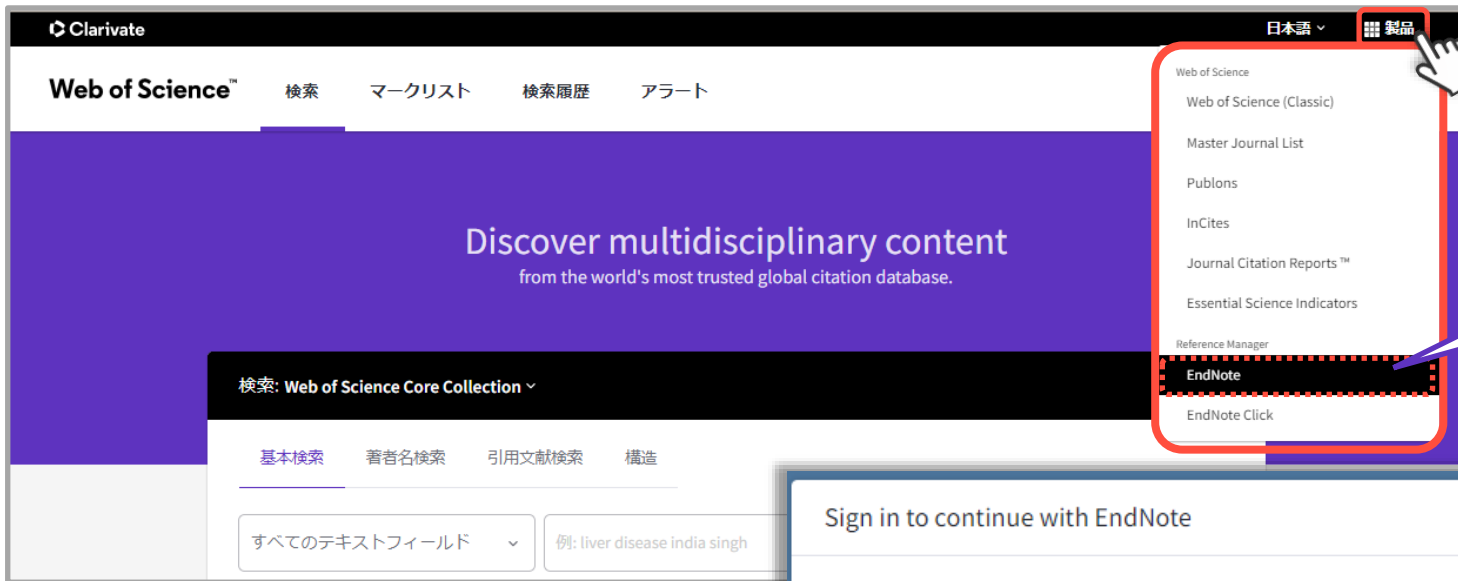 Clarivate
日本語
製品
Web of Science™
検索
マークリスト
検索履歴
アラート
Web of Science
Web of Science (Classic)
Master Journal List
Publons
InCites
Journal Citation Reports ™
Essential Science Indicators
Reference Manager
EndNote
EndNote Click
Discover multidisciplinary content
from the world's most trusted global citation database.
検索: Web of Science Core Collection
基本検索
著者名検索
引用文献検索
構造
すべてのテキストフィールド
例: liver disease india singh
Sign in to continue with EndNote